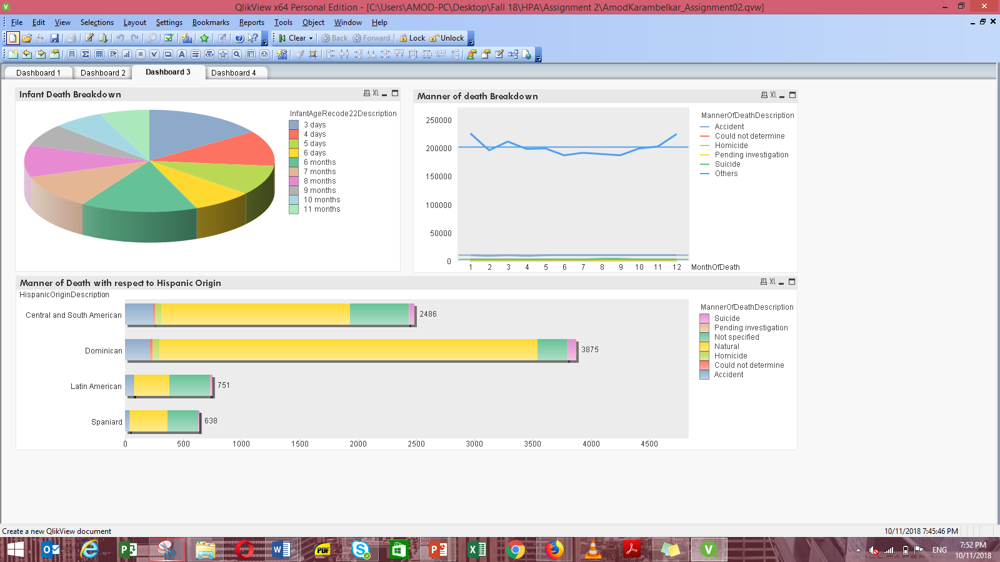 QlikView x64 Personal Edition - [C:\Users\AMOD-PC\Desktop\Fall 18\HPA\Assignment 2\AmodKarambelkar_Assignment02.qvw]
File Edit View Selections Layout Settings Bookmarks Reports Tools Object Window Help
Clear Back Forward Lock Unlock
Dashboard 1 Dashboard 2 Dashboard 3 Dashboard 4
Infant Death Breakdown
XL
InfantAgeRecode22Description
3 days
4 days
5 days
6 days
6 months
7 months
8 months
9 months
10 months
11 months
Manner of death Breakdown
XL
250000
200000
150000
100000
50000
0
1 2 3 4 5 6 7 8 9 10 11 12 MonthOfDeath
MannerOfDeathDescription
Accident
Could not determine
Homicide
Pending investigation
Suicide
Others
Manner of Death with respect to Hispanic Origin
XL
HispanicOriginDescription
Central and South American 2486
Dominican 3875
Latin American 751
Spaniard 638
0 500 1000 1500 2000 2500 3000 3500 4000 4500
MannerOfDeathDescription
Suicide
Pending investigation
Not specified
Natural
Homicide
Could not determine
Accident
Create a new QlikView document
10/11/2018 7:45:46 PM
PDF
ENG
7:52 PM
10/11/2018